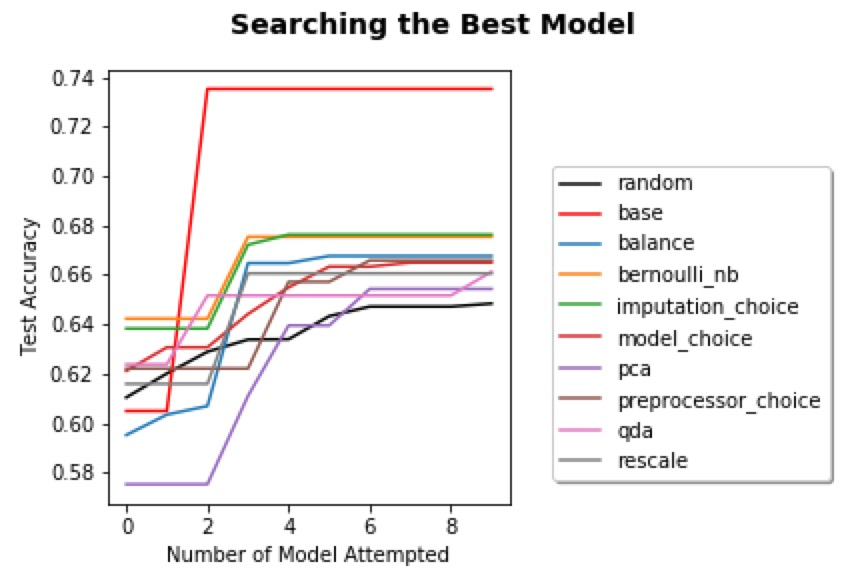 Searching the Best Model
0.74
0.72
0.70
0.68
0.66
0.64
0.62
0.60
0.58
Test Accuracy
0 2 4 6 8
Number of Model Attempted
random
base
balance
bernoulli_nb
imputation_choice
model_choice
pca
preprocessor_choice
qda
rescale